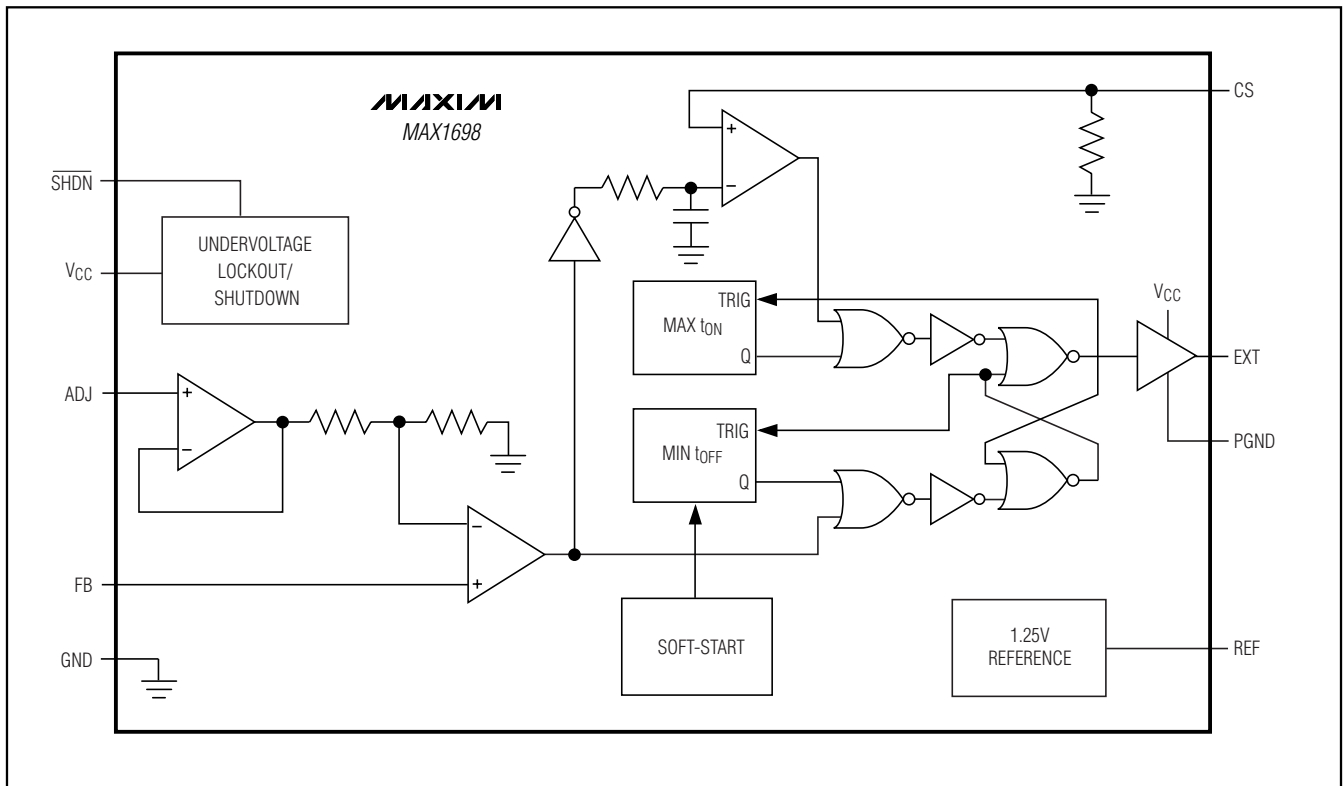 MAXIM
MAX1698
CS
+
−
SHDN
UNDERVOLTAGE
LOCKOUT/
SHUTDOWN
VCC
TRIG
MAX tON
Q
VCC
EXT
ADJ
+
−
TRIG
MIN tOFF
Q
PGND
−
+
FB
SOFT-START
1.25V
REFERENCE
REF
GND